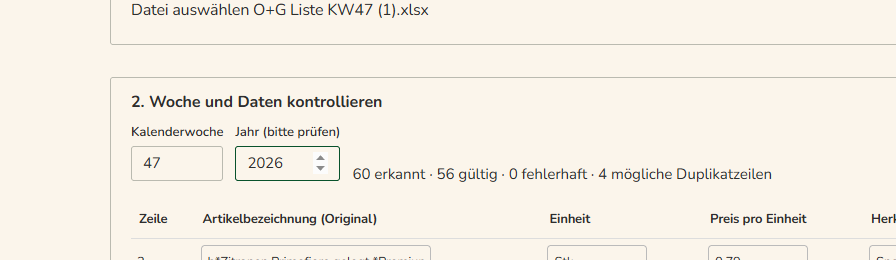 Datei auswählen O+G Liste KW47 (1).xlsx
2. Woche und Daten kontrollieren
Kalenderwoche Jahr (bitte prüfen)
47 2026 60 erkannt · 56 gültig · 0 fehlerhaft · 4 mögliche Duplikatzeilen
Zeile Artikelbezeichnung (Original) Einheit Preis pro Einheit